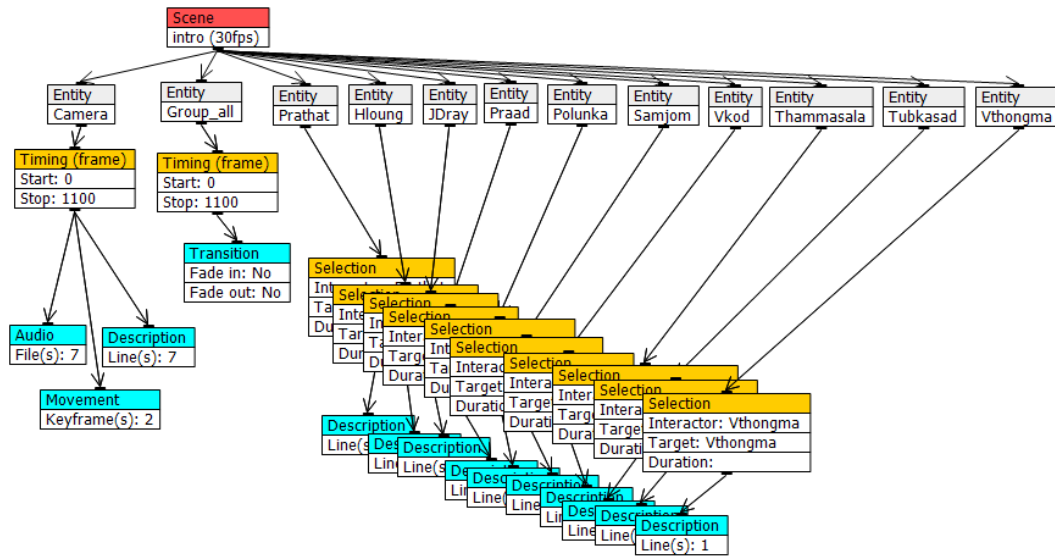 Scene
intro (30fps)
Entity
Camera
Entity
Group_all
Entity
Prathat
Entity
Hloung
Entity
JDray
Entity
Praad
Entity
Polunka
Entity
Samjom
Entity
Vkod
Entity
Thammasala
Entity
Tubkasad
Entity
Vthongma
Timing (frame)
Start: 0
Stop: 1100
Timing (frame)
Start: 0
Stop: 1100
Transition
Fade in: No
Fade out: No
Audio
File(s): 7
Description
Line(s): 7
Movement
Keyframe(s): 2
Selection
Selection
Selection
Selection
Selection
Selection
Selection
Selection
Selection
Selection
Interactor: Vthongma
Target: Vthongma
Duration:
Description
Description
Description
Description
Description
Description
Description
Description
Description
Line(s): 1